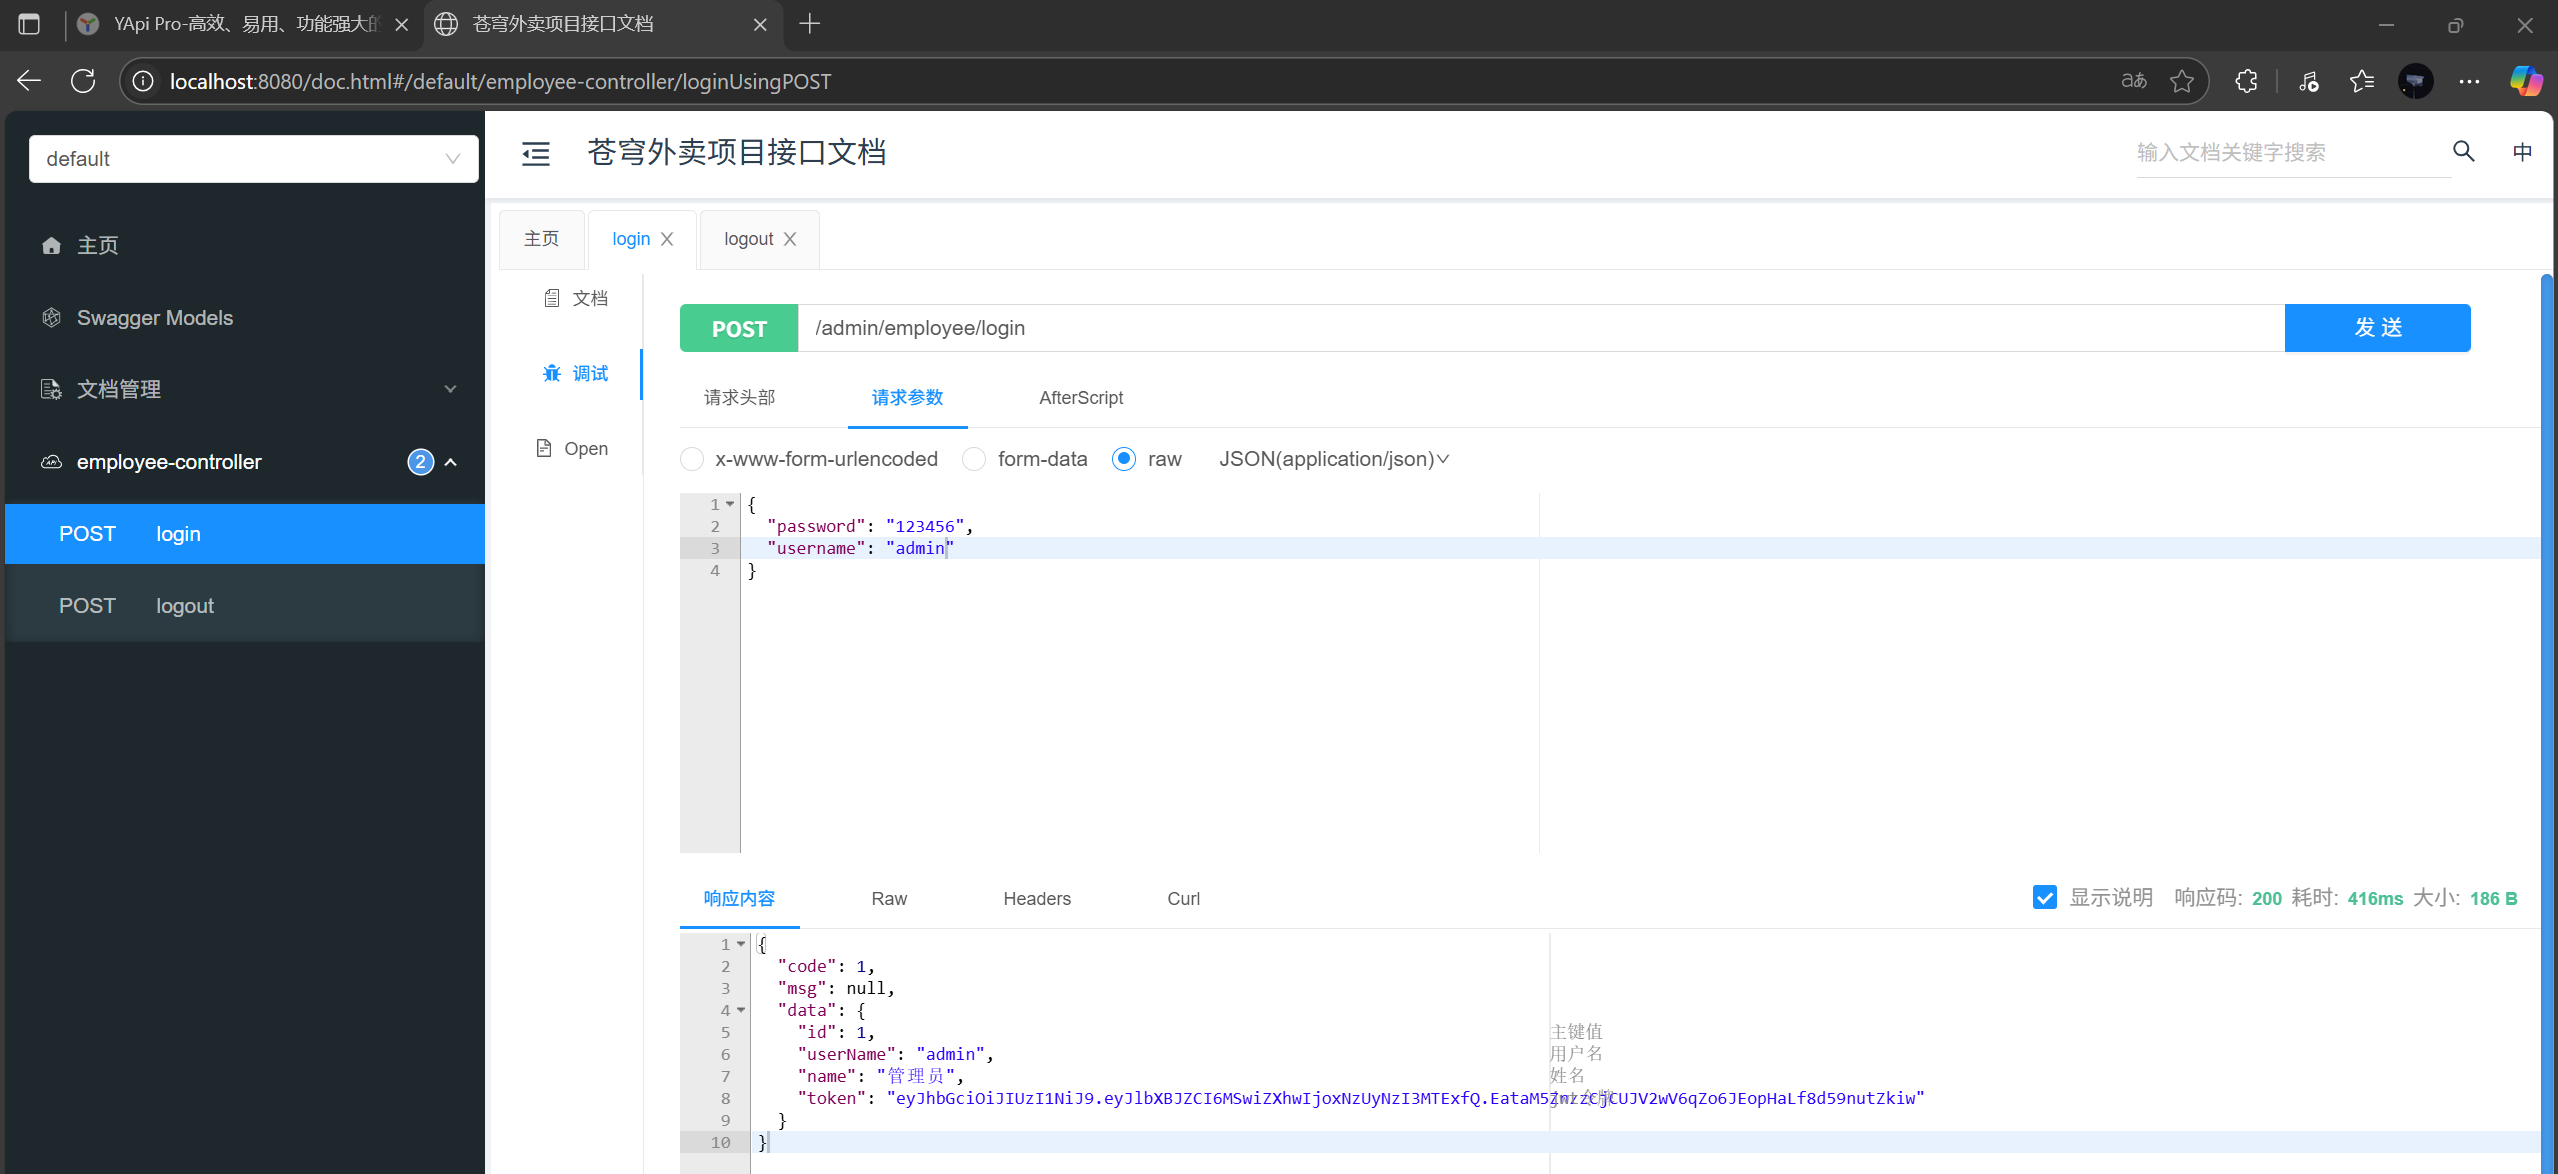 YApi Pro-高效、易用、功能强大的
苍穹外卖项目接口文档
localhost:8080/doc.html#/default/employee-controller/loginUsingPOST
aあ
default
苍穹外卖项目接口文档
输入文档关键字搜索
中
主页
Swagger Models
文档管理
employee-controller
2
POST login
POST logout
主页
login
logout
文档
调试
Open
POST
/admin/employee/login
发 送
请求头部
请求参数
AfterScript
x-www-form-urlencoded
form-data
raw
JSON(application/json)
1 {
2 "password": "123456",
3 "username": "admin"
4 }
响应内容
Raw
Headers
Curl
显示说明 响应码: 200 耗时: 416ms 大小: 186 B
1 {
2 "code": 1,
3 "msg": null,
4 "data": {
5 "id": 1, 主键值
6 "userName": "admin", 用户名
7 "name": "管理员", 姓名
8 "token":
9 }
10 }